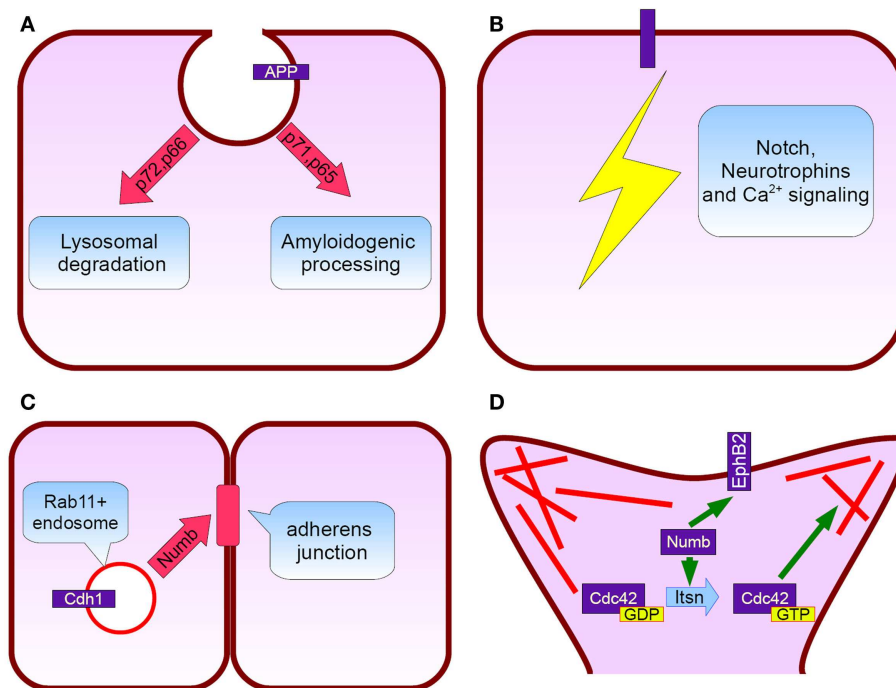 A
APP
p72,p66
p71,p65
Lysosomal
degradation
Amyloidogenic
processing
B
Notch,
Neurotrophins
and Ca²⁺ signaling
C
Rab11+
endosome
Numb
Cdh1
adherens
junction
D
EphB2
Numb
Cdc42
GDP
Itsn
Cdc42
GTP